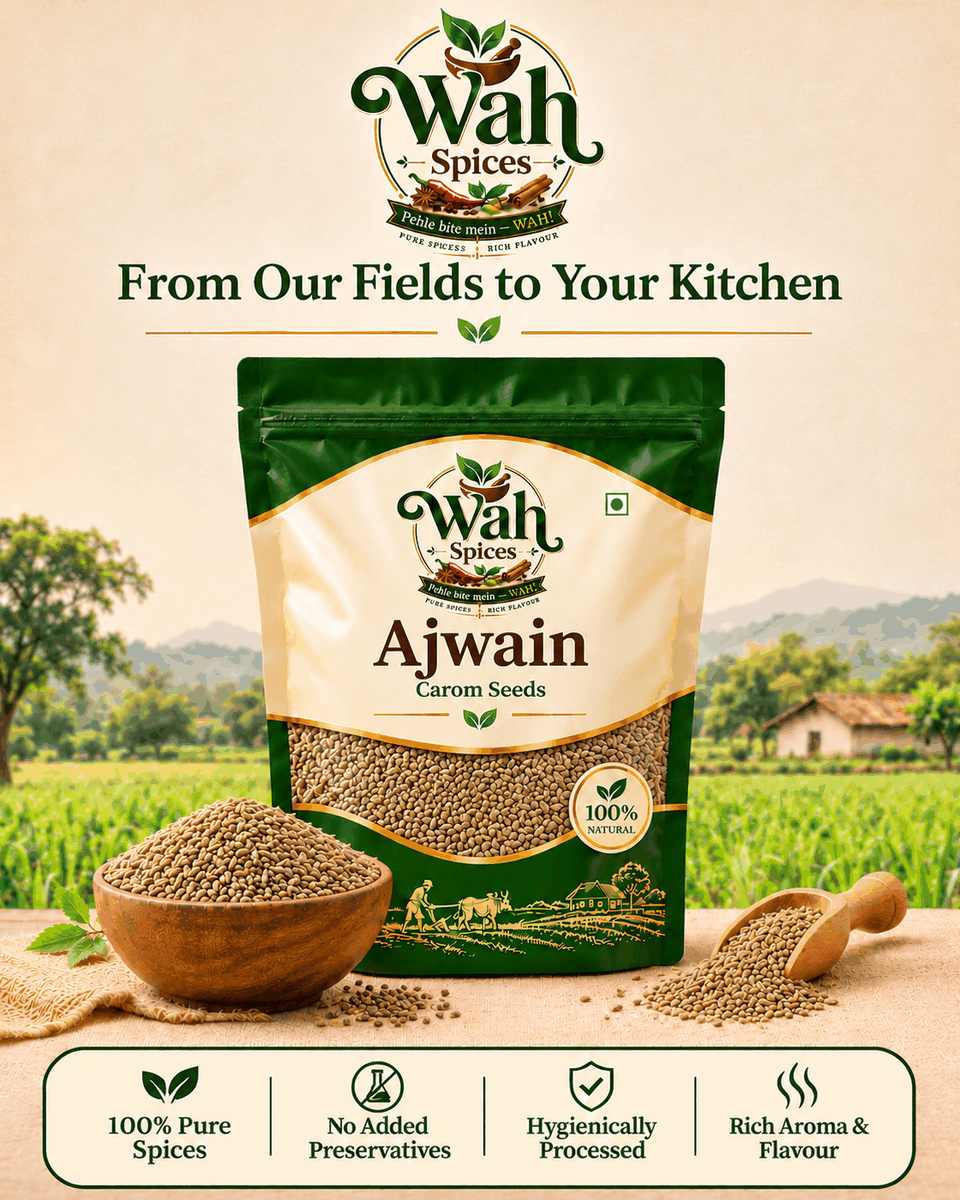 Wah
Spices
Pehle bite mein – WAH!
PURE SPICESS RICH FLAVOUR
From Our Fields to Your Kitchen
Wah
Spices
Pehle bite mein – WAH!
PURE SPICES RICH FLAVOUR
Ajwain
Carom Seeds
100%
NATURAL
100% Pure
Spices
No Added
Preservatives
Hygienically
Processed
Rich Aroma &
Flavour